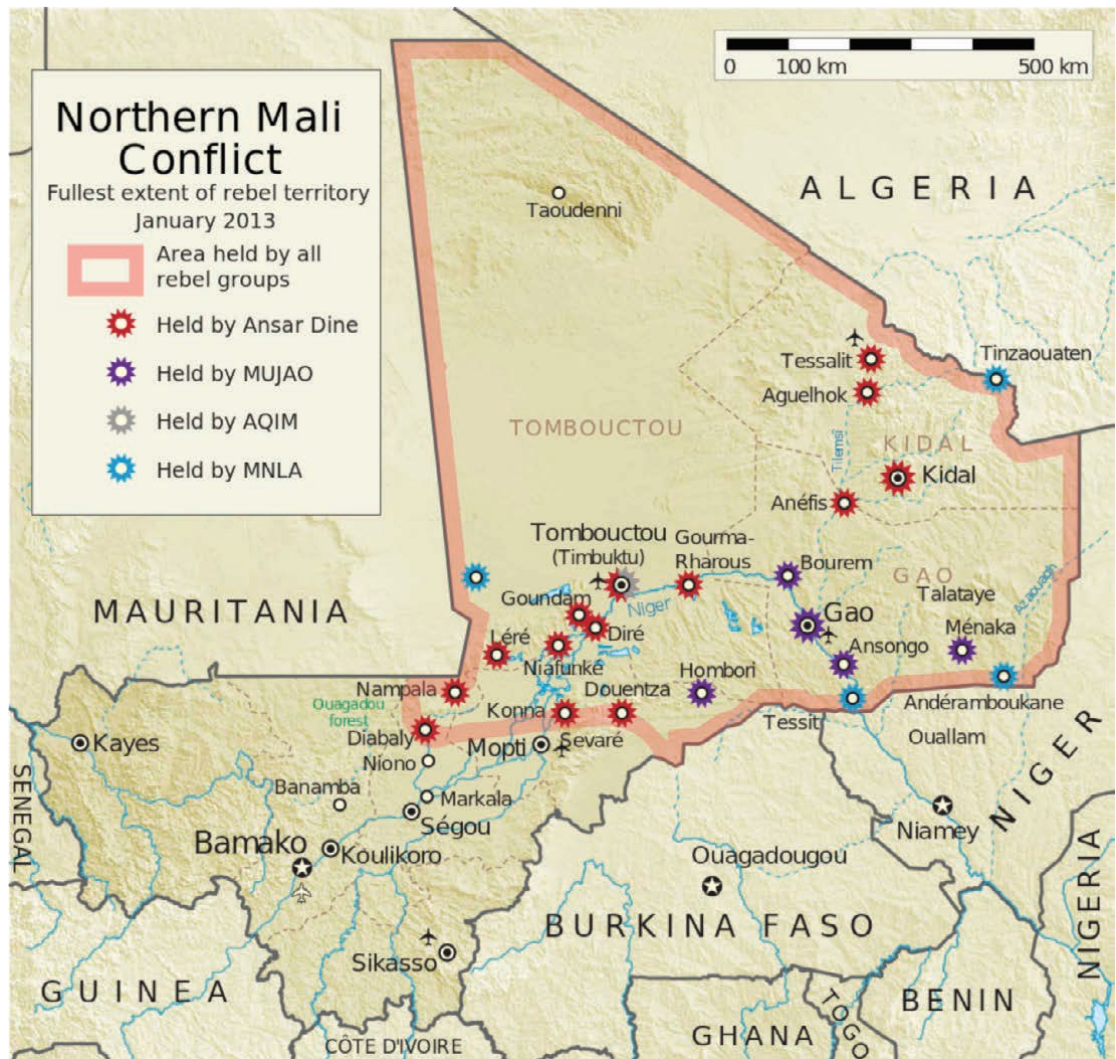 Northern Mali
Conflict
Fullest extent of rebel territory
January 2013
Area held by all
rebel groups
Held by Ansar Dine
Held by MUJAO
Held by AQIM
Held by MNLA
0 100 km 500 km
ALGERIA
Taoudenni
Tessalit
Tinzaouaten
Aguelhok
TOMBOUCTOU
KIDAL
Tilemsi
Kidal
Anéfis
Tombouctou
(Timbuktu)
Gourma-
Rharous
Bourem
GAO
Talataye
Azaouagh
MAURITANIA
Goundam
Niger
Gao
Léré
Diré
Ménaka
Niafunké
Ansongo
Nampala
Douentza
Hombori
Andéramboukane
Ouagadou
forest
Konna
Tessit
Diabaly
Sevaré
Ouallam
Kayes
Mopti
Niono
NIGER
SENEGAL
Banamba
Markala
Ségou
Niamey
Bamako
Koulikoro
Ouagadougou
BURKINA FASO
NIGERIA
Sikasso
GUINEA
BENIN
TOGO
GHANA
CÔTE D'IVOIRE